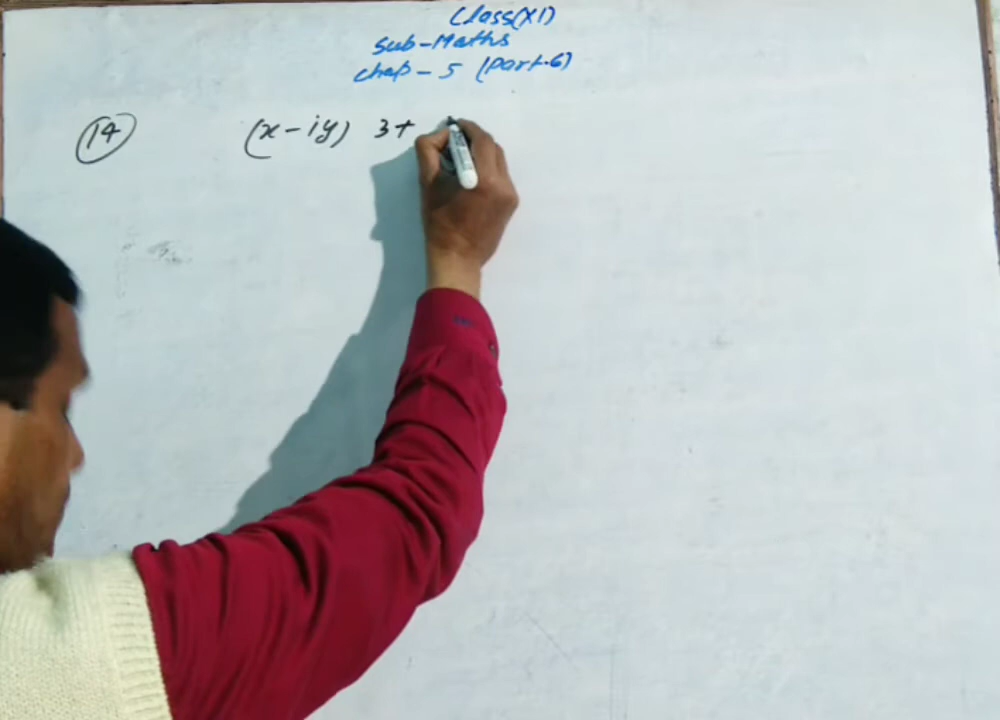 Class(XI)
Sub-Maths
Chap - 5 (Part-6)
14 (x-iy) 3+